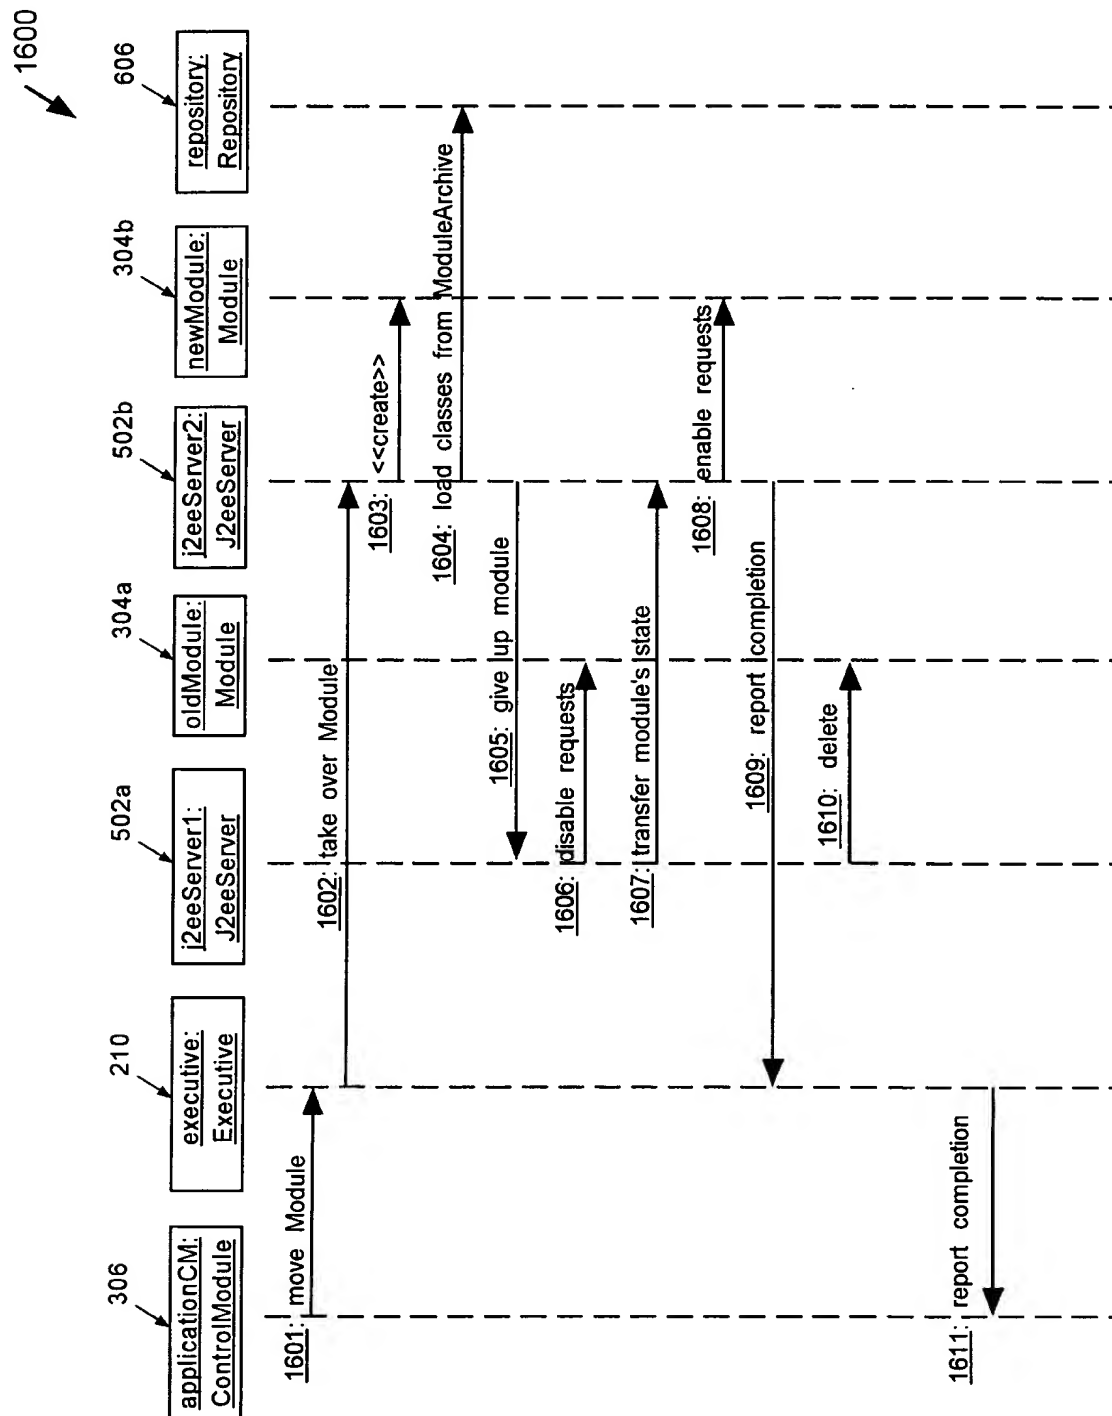 1600
306
210
502a
304a
502b
304b
606
applicationCM:
ControlModule
executive:
Executive
j2eeServer1:
J2eeServer
oldModule:
Module
j2eeServer2:
J2eeServer
newModule:
Module
repository:
Repository
1601: move Module
1602: take over Module
1603: <<create>>
1604: load classes from ModuleArchive
1605: give up module
1606: disable requests
1607: transfer module's state
1608: enable requests
1609: report completion
1610: delete
1611: report completion